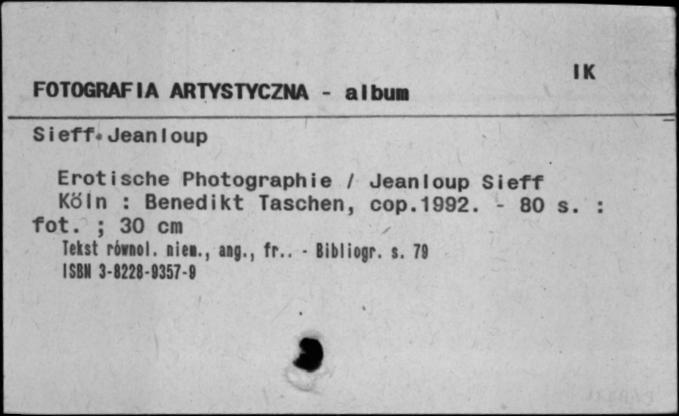 IK
FOTOGRAFIA ARTYSTYCZNA - album
Sieff Jeanloup
Erotische Photographie / Jeanloup Sieff
Köln : Benedikt Taschen, cop.1992. - 80 s. :
fot. ; 30 cm
Tekst równol. niem., ang., fr.. - Bibliogr. s. 79
ISBN 3-8228-9357-9